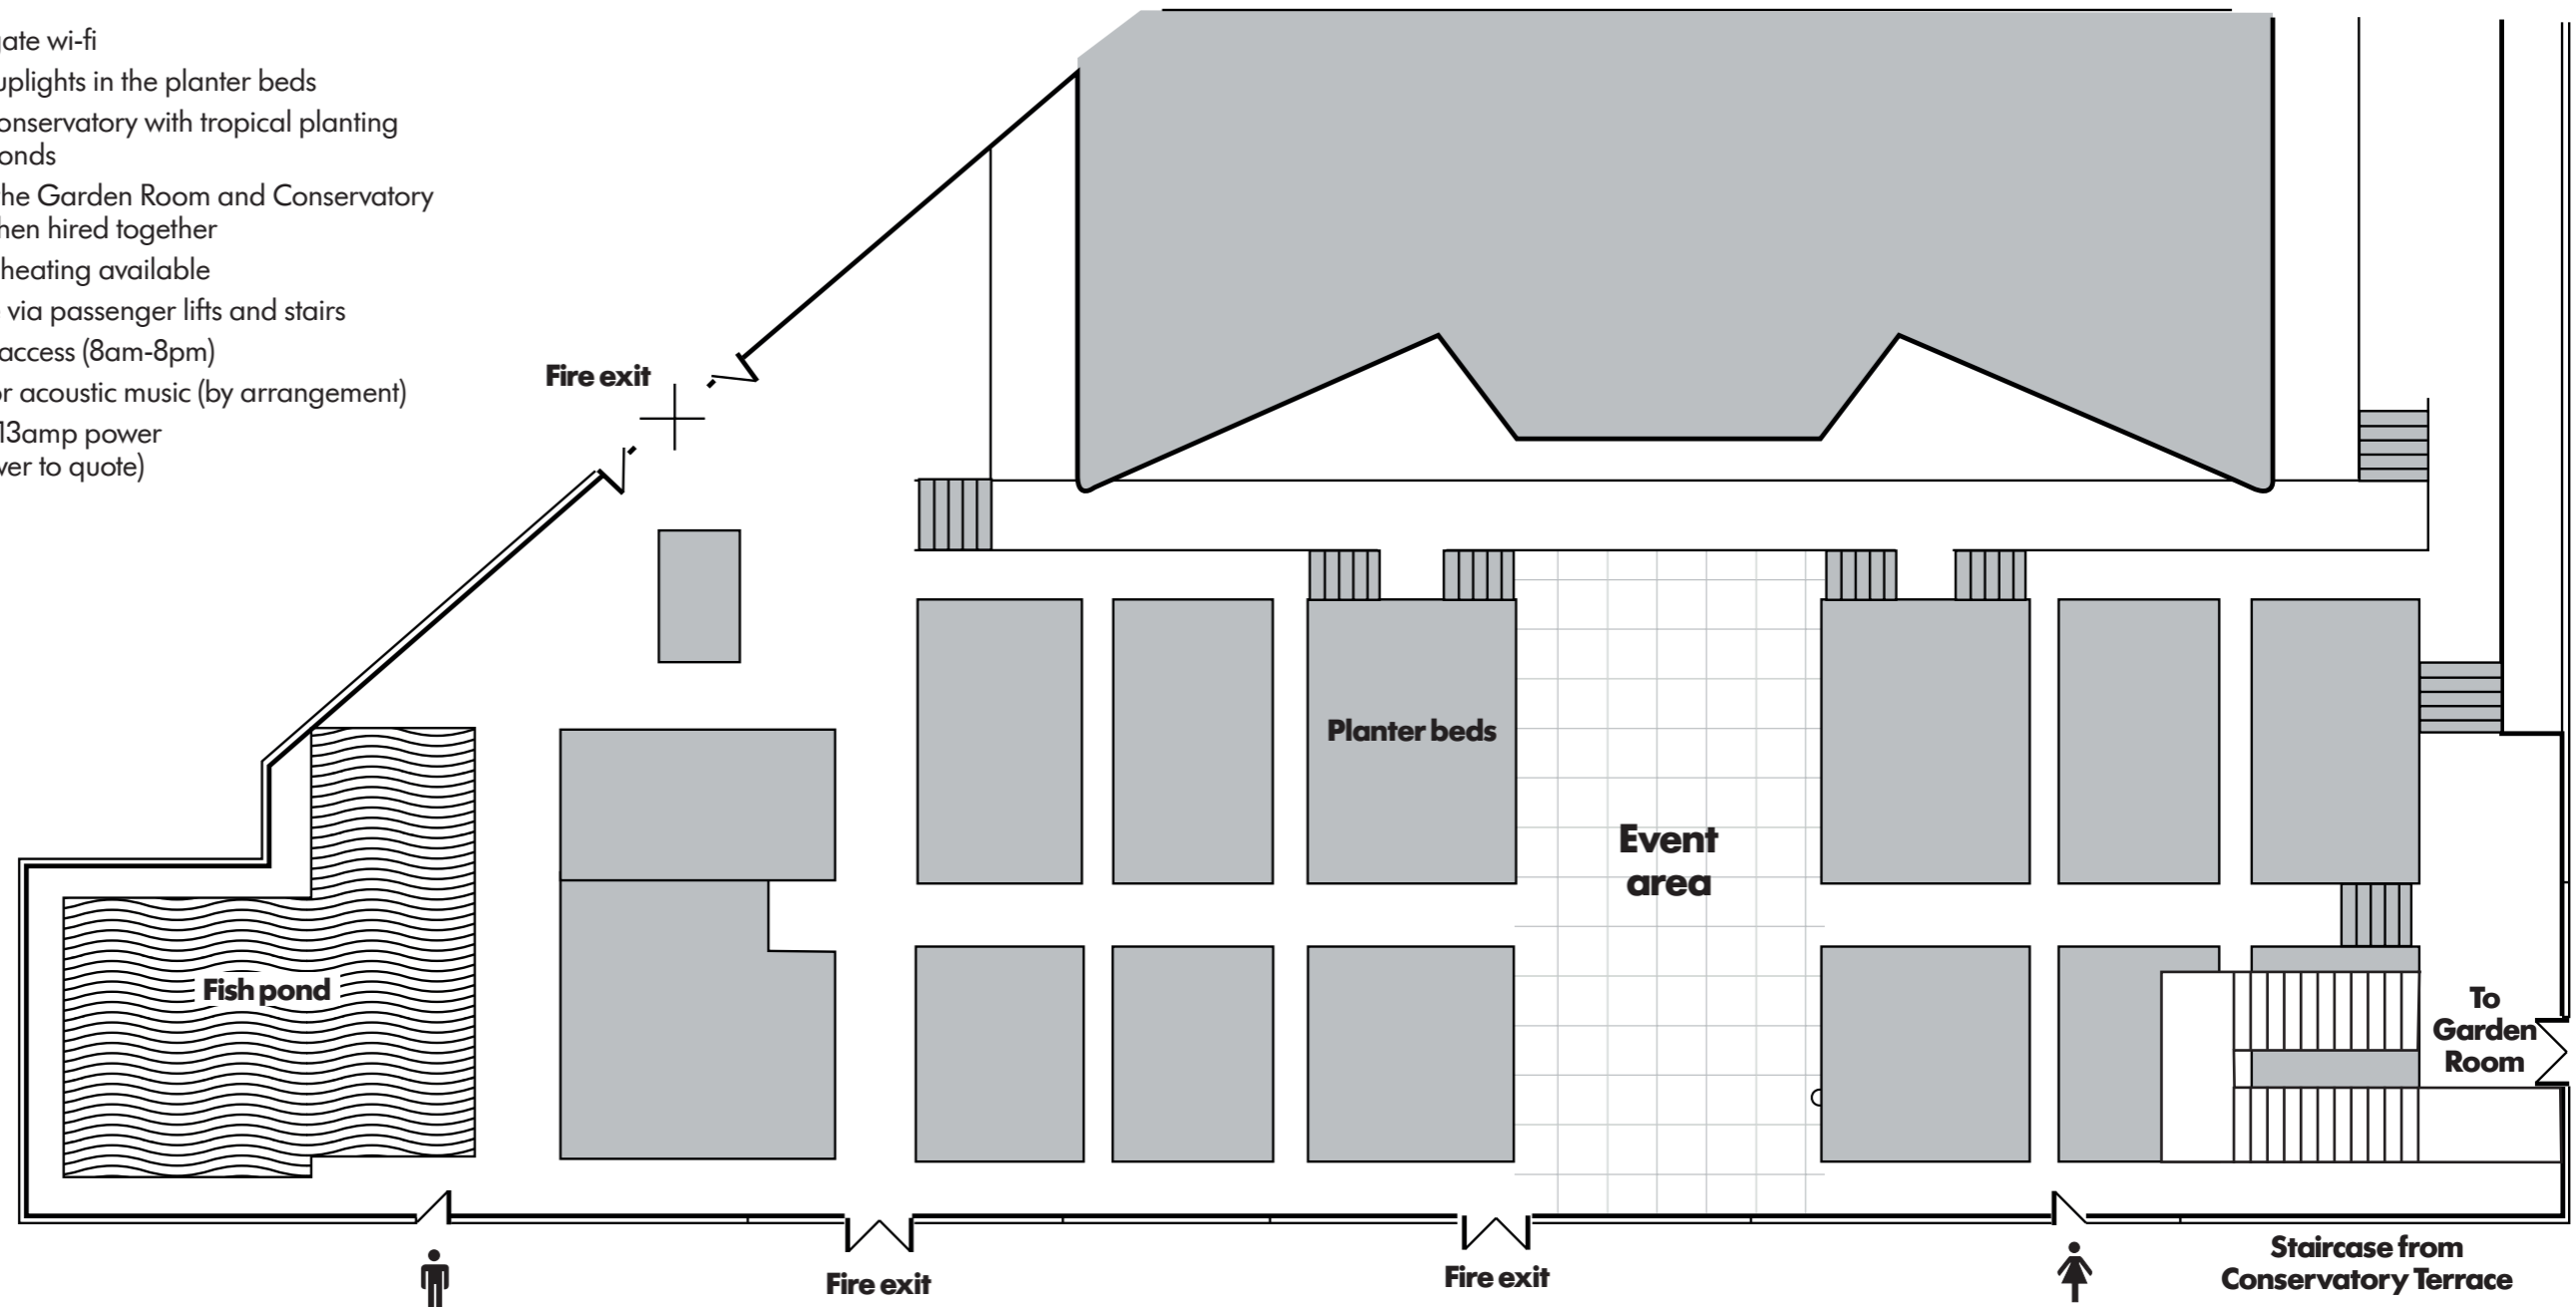 wi-fi
uplights in the planter beds
onservatory with tropical planting
onds
the Garden Room and Conservatory
hen hired together
heating available
via passenger lifts and stairs
access (8am-8pm)
or acoustic music (by arrangement)
13amp power
ver to quote)
Fire exit
Planter beds
Event
area
Fish pond
To
Garden
Room
Fire exit
Fire exit
Staircase from
Conservatory Terrace